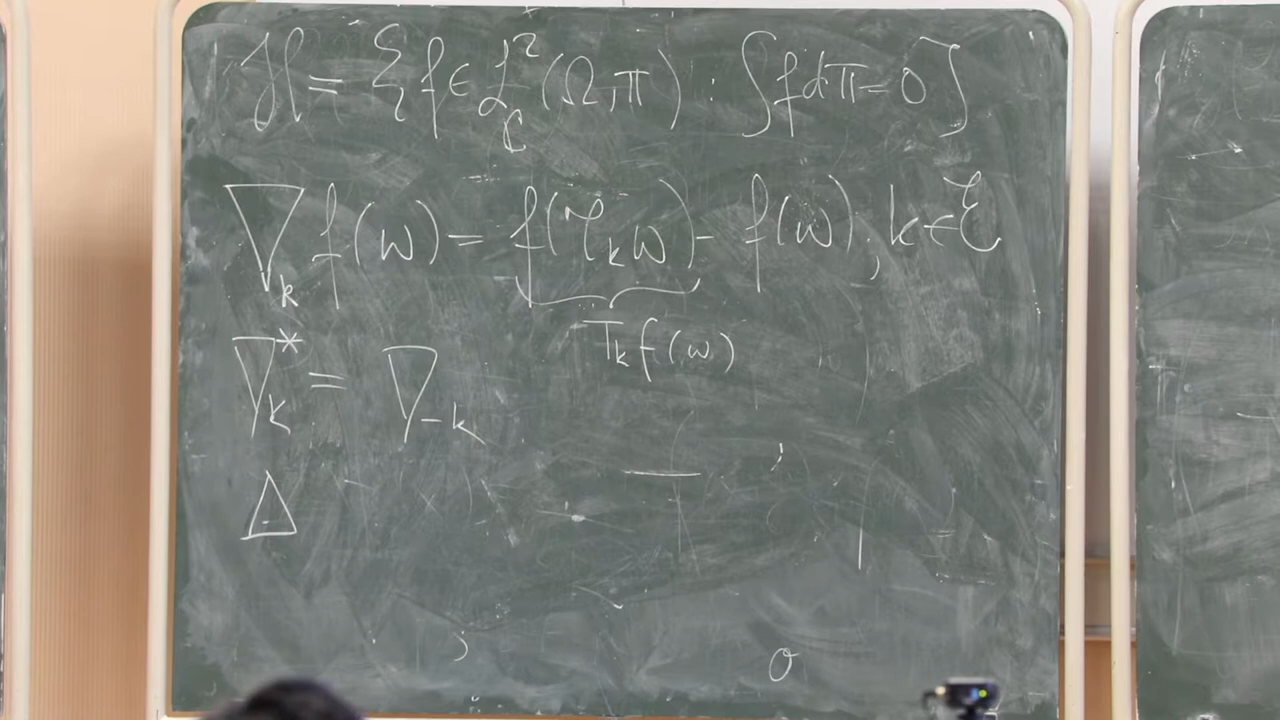 ℋ = { f ∈ ℒ²_ℂ (Ω, π) : ∫ f dπ = 0 }
∇_k f(ω) = f(τ_k ω) - f(ω), k ∈ ℰ
T_k f(ω)
∇_k^* = ∇_{-k}
Δ